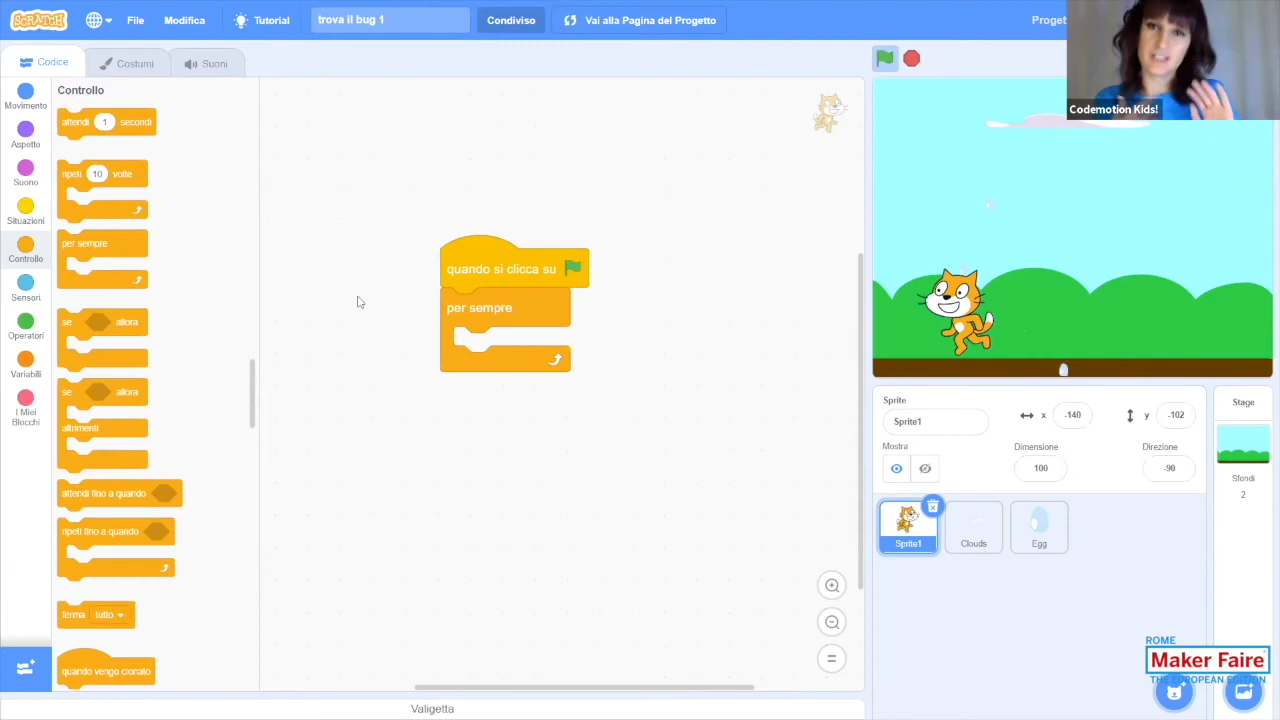 SCRATCH
File
Modifica
Tutorial
trova il bug 1
Condiviso
Vai alla Pagina del Progetto
Proget
Codemotion Kids!
Codice
Costumi
Suoni
Movimento
Aspetto
Suono
Situazioni
Controllo
Sensori
Operatori
Variabili
I Miei
Blocchi
Controllo
attendi 1 secondi
ripeti 10 volte
per sempre
se allora
se allora
altrimenti
attendi fino a quando
ripeti fino a quando
ferma tutto
quando vengo clonato
quando si clicca su
per sempre
Sprite
Sprite1
x -140
y -102
Mostra
Dimensione
100
Direzione
-90
Sprite1
Clouds
Egg
Stage
Sfondi
2
Valigetta
ROME
Maker Faire
THE EUROPEAN EDITION